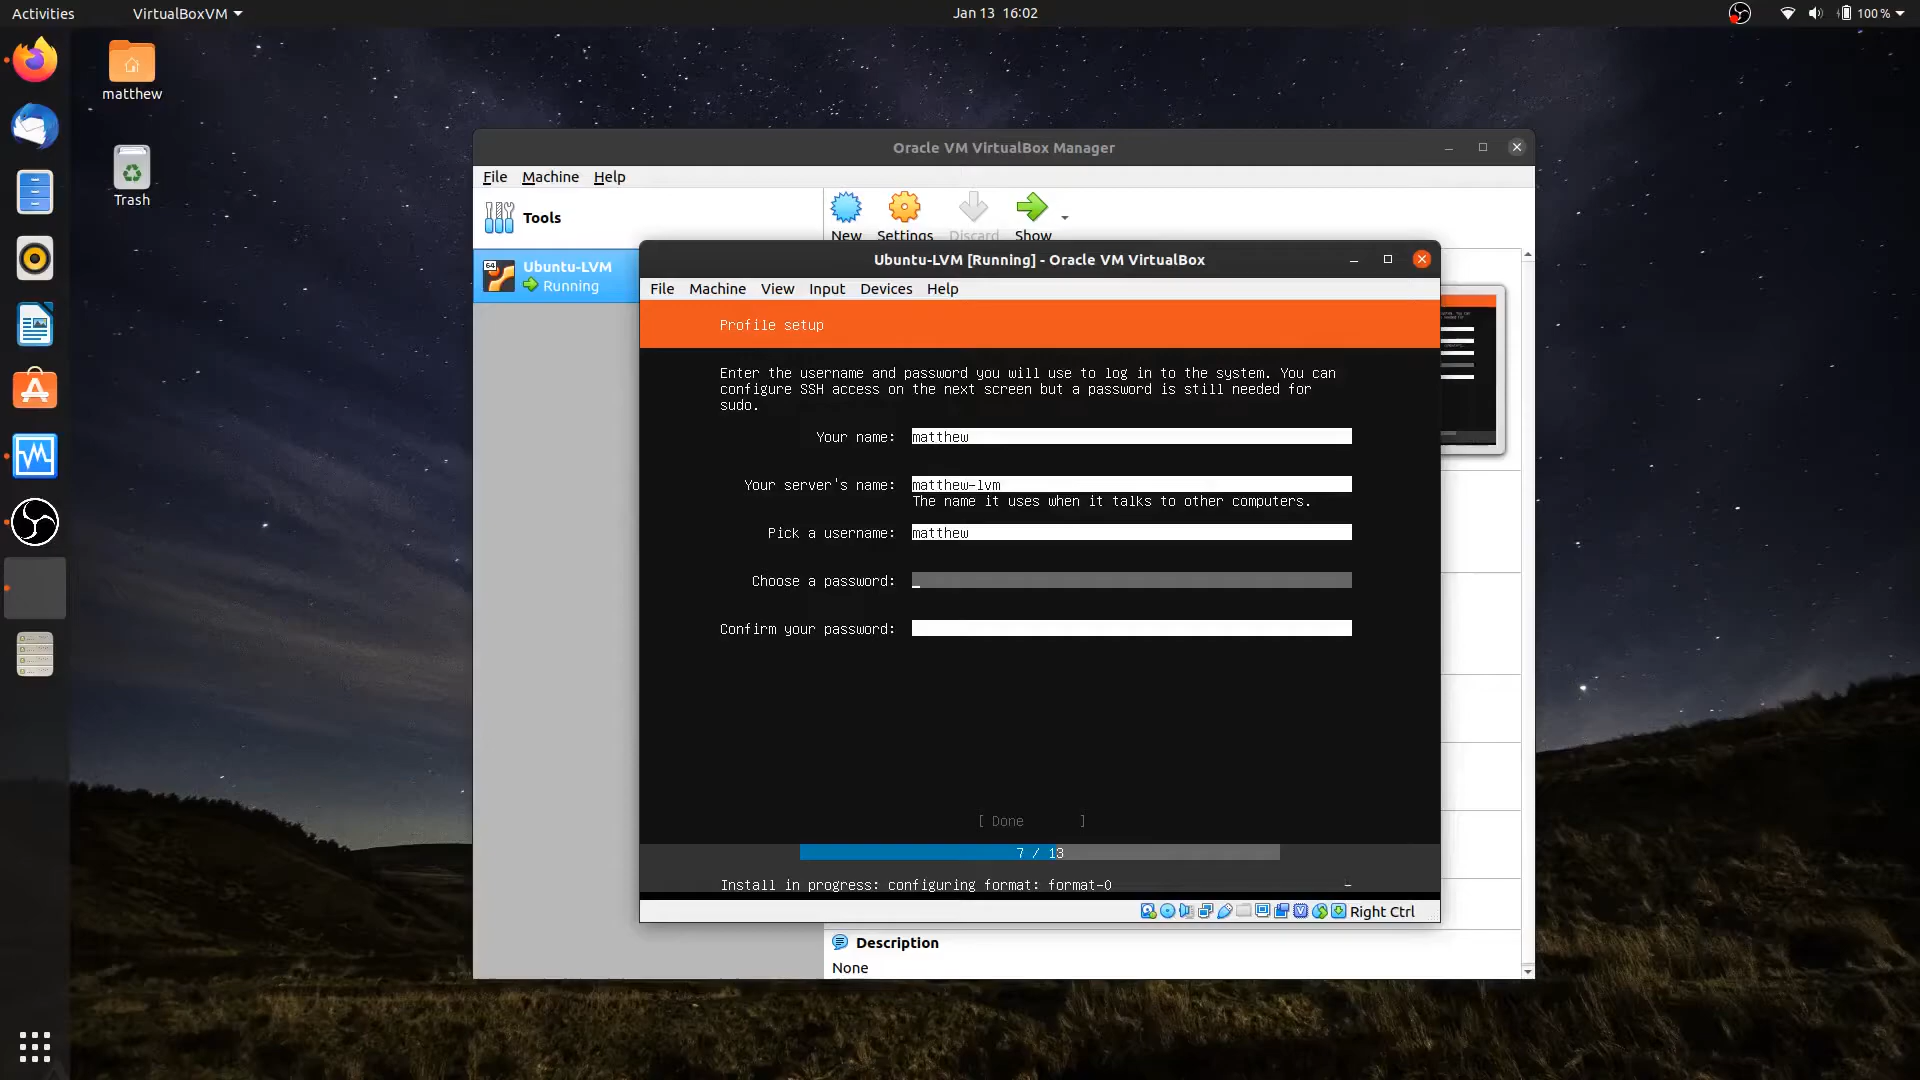 Activities
VirtualBoxVM
Jan 13 16:02
100 %
matthew
Trash
Oracle VM VirtualBox Manager
File Machine Help
Tools
New Settings Discard Show
64
Ubuntu-LVM
Running
Ubuntu-LVM [Running] - Oracle VM VirtualBox
File Machine View Input Devices Help
Profile setup
Enter the username and password you will use to log in to the system. You can
configure SSH access on the next screen but a password is still needed for
sudo.
Your name: matthew
Your server's name: matthew-lvm
The name it uses when it talks to other computers.
Pick a username: matthew
Choose a password: _
Confirm your password:
[ Done ]
7 / 13
Install in progress: configuring format: format-0 -
Right Ctrl
Description
None